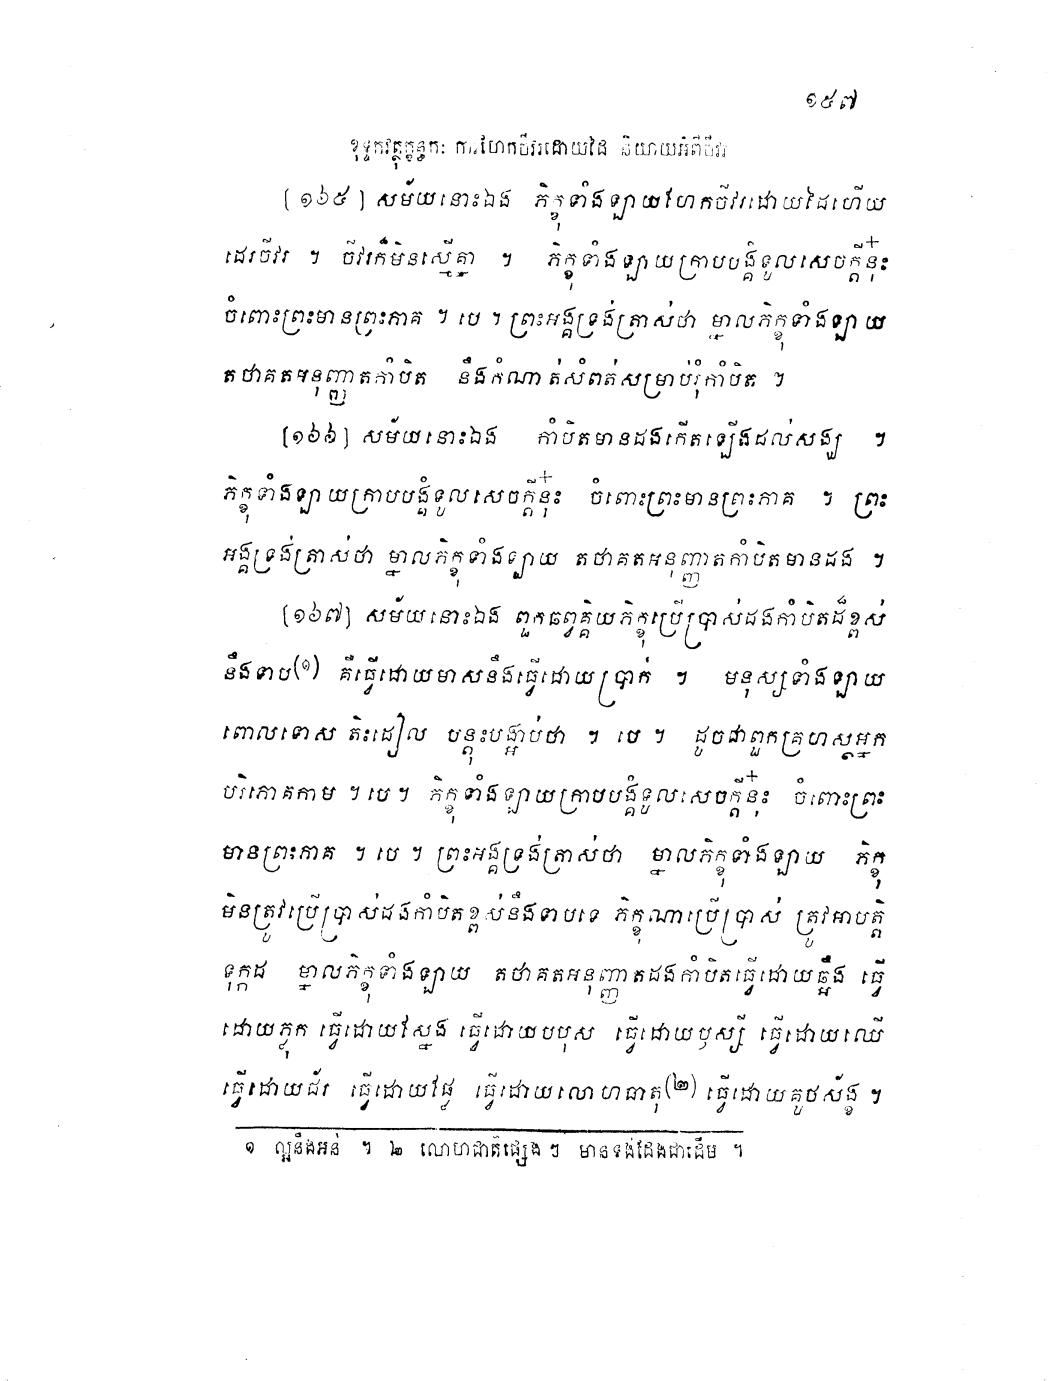 ១៥៧
ខុទ្ទកវត្ថុក្ខន្ធក: ការហែកចីវរដោយដៃ និយាយអំពីចីវរ
[១៦៥] សម័យនោះឯង ភិក្ខុទាំងឡាយហែកចីវរដោយដៃហើយ
ដេរចីវរ ។ ចីវរក៏មិនស្មើគ្នា ។ ភិក្ខុទាំងឡាយក្រាបបង្គំទូលសេចក្តីនុ៎ះ
ចំពោះព្រះមានព្រះភាគ ។ បេ ។ ព្រះអង្គទ្រង់ត្រាស់ថា ម្នាលភិក្ខុទាំងឡាយ
តថាគតអនុញ្ញាតកាំបិត នឹងកំណាត់សំពត់សម្រាប់រុំកាំបិត ។
[១៦៦] សម័យនោះឯង កាំបិតមានដងកើតឡើងដល់សង្ឃ ។
ភិក្ខុទាំងឡាយក្រាបបង្គំទូលសេចក្តីនុ៎ះ ចំពោះព្រះមានព្រះភាគ ។ ព្រះ
អង្គទ្រង់ត្រាស់ថា ម្នាលភិក្ខុទាំងឡាយ តថាគតអនុញ្ញាតកាំបិតមានដង ។
[១៦៧] សម័យនោះឯង ពួកឆព្វគ្គិយភិក្ខុប្រើប្រាស់ដងកាំបិតដ៏ខ្ពស់
នឹងទាប(១) គឺធ្វើដោយមាសនឹងធ្វើដោយប្រាក់ ។ មនុស្សទាំងឡាយ
ពោលទោស តិះដៀល បន្តុះបង្អាប់ថា ។ បេ ។ ដូចជាពួកគ្រហស្ថអ្នក
បរិភោគកាម ។ បេ ។ ភិក្ខុទាំងឡាយក្រាបបង្គំទូលសេចក្តីនុ៎ះ ចំពោះព្រះ
មានព្រះភាគ ។ បេ ។ ព្រះអង្គទ្រង់ត្រាស់ថា ម្នាលភិក្ខុទាំងឡាយ ភិក្ខុ
មិនត្រូវប្រើប្រាស់ដងកាំបិតខ្ពស់នឹងទាបទេ ភិក្ខុណាប្រើប្រាស់ ត្រូវអាបត្តិ
ទុក្កដ ម្នាលភិក្ខុទាំងឡាយ តថាគតអនុញ្ញាតដងកាំបិតធ្វើដោយឆ្អឹង ធ្វើ
ដោយភ្លុក ធ្វើដោយស្នែង ធ្វើដោយបបុស ធ្វើដោយឫស្សី ធ្វើដោយឈើ
ធ្វើដោយជ័រ ធ្វើដោយផ្លែ ធ្វើដោយលោហធាតុ(២) ធ្វើដោយគូថស័ង្ខ ។
១ ល្អនឹងអន់ ។ ២ លោហជាតិផ្សេងៗ មានទង់ដែងជាដើម ។